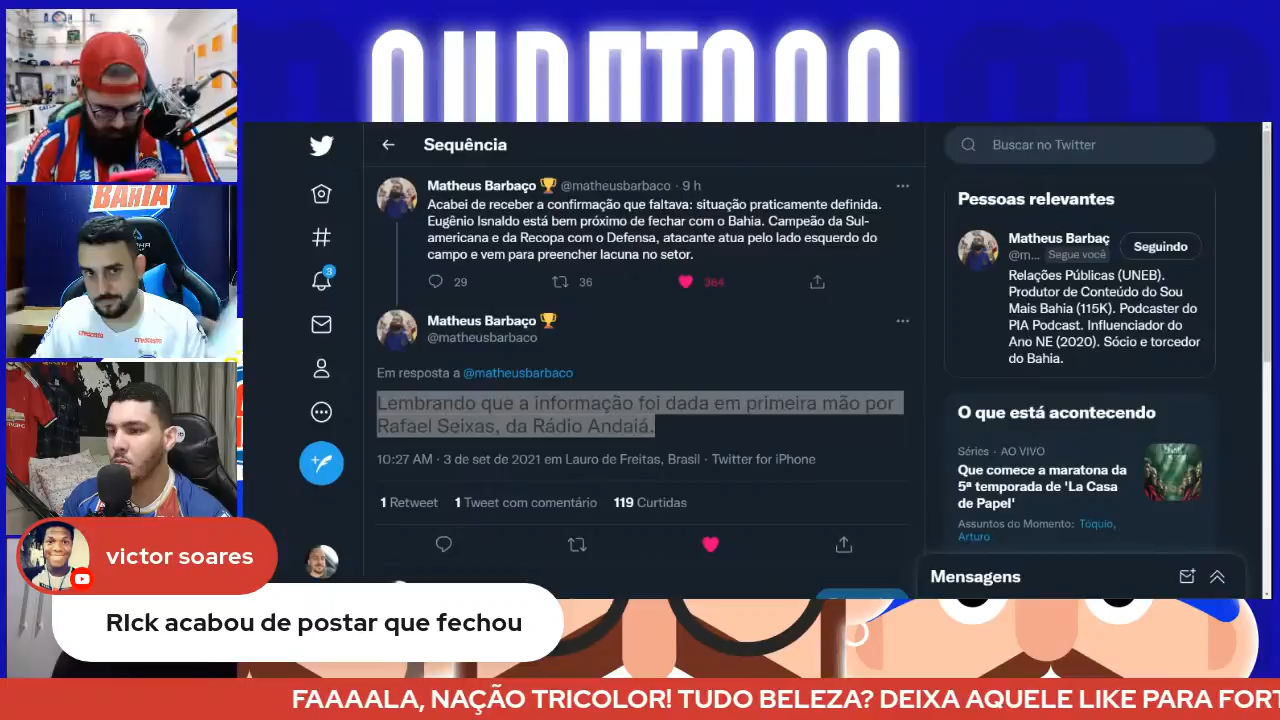 BAHIA
Sequência
Buscar no Twitter
Matheus Barbaço 🏆 @matheusbarbaco · 9 h
Acabei de receber a confirmação que faltava: situação praticamente definida.
Eugênio Isnaldo está bem próximo de fechar com o Bahia. Campeão da Sul-
americana e da Recopa com o Defensa, atacante atua pelo lado esquerdo do
campo e vem para preencher lacuna no setor.
29 36 364
Matheus Barbaço 🏆
@matheusbarbaco
Em resposta a @matheusbarbaco
Lembrando que a informação foi dada em primeira mão por
Rafael Seixas, da Rádio Andaiá.
10:27 AM · 3 de set de 2021 em Lauro de Freitas, Brasil · Twitter for iPhone
1 Retweet 1 Tweet com comentário 119 Curtidas
3
Pessoas relevantes
Matheus Barbaç
@m... Segue você
Seguindo
Relações Públicas (UNEB).
Produtor de Conteúdo do Sou
Mais Bahia (115K). Podcaster do
PIA Podcast. Influenciador do
Ano NE (2020). Sócio e torcedor
do Bahia.
O que está acontecendo
Séries · AO VIVO
Que comece a maratona da
5ª temporada de 'La Casa
de Papel'
Assuntos do Momento: Toquio,
Arturo
Mensagens
victor soares
RIck acabou de postar que fechou
FAAAALA, NAÇÃO TRICOLOR! TUDO BELEZA? DEIXA AQUELE LIKE PARA FORT